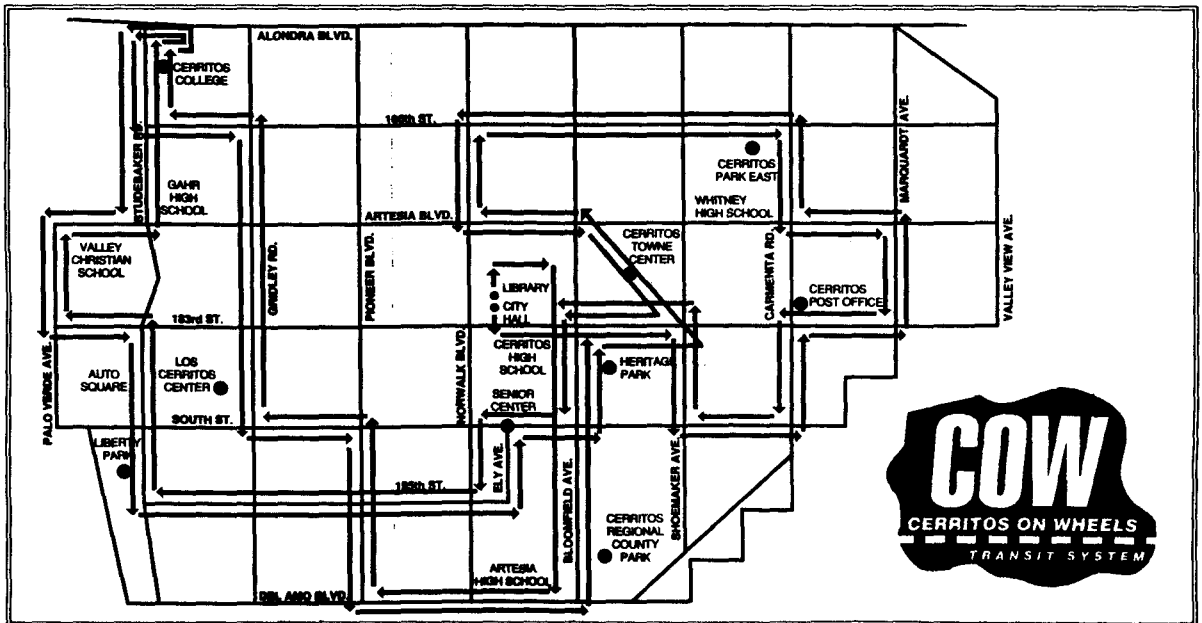 ALONDRA BLVD.
CERRITOS
COLLEGE
STUDEBAKER RD.
166th ST.
MARQUARDT AVE.
CERRITOS
PARK EAST
GAHR
HIGH
SCHOOL
WHITNEY
HIGH SCHOOL
ARTESIA BLVD.
VALLEY
CHRISTIAN
SCHOOL
GRIDLEY RD.
PIONEER BLVD.
CERRITOS
TOWNE
CENTER
CARMENITA RD.
VALLEY VIEW AVE.
LIBRARY
CITY
HALL
CERRITOS
POST OFFICE
183rd ST.
NORWALK BLVD.
CERRITOS
HIGH
SCHOOL
HERITAGE
PARK
PALO VERDE AVE.
AUTO
SQUARE
LOS
CERRITOS
CENTER
SENIOR
CENTER
SOUTH ST.
LIBERTY
PARK
ELY AVE.
BLOOMFIELD AVE.
SHOEMAKER AVE.
195th ST.
CERRITOS
REGIONAL
COUNTY
PARK
ARTESIA
HIGH SCHOOL
DEL AMO BLVD.
COW
CERRITOS ON WHEELS
TRANSIT SYSTEM